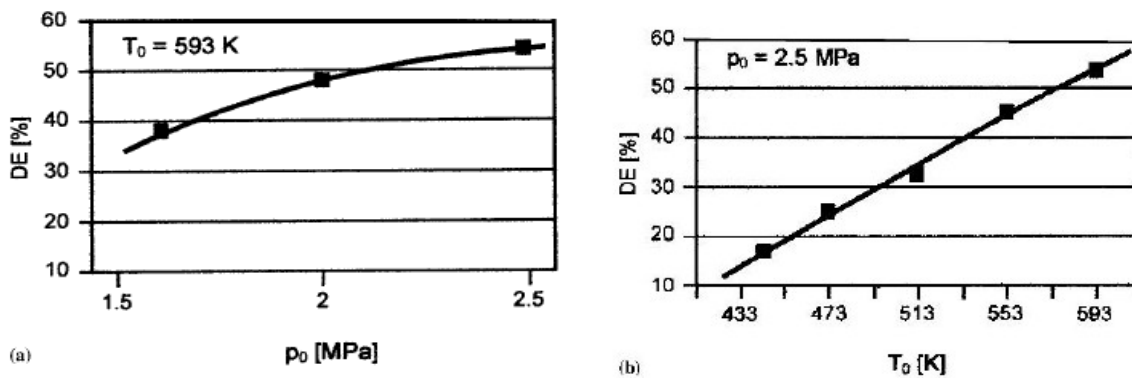 60
50
40
30
20
10
DE [%]
T₀ = 593 K
1.5 2 2.5
p₀ [MPa]
(a)
60
50
40
30
20
10
DE [%]
p₀ = 2.5 MPa
433 473 513 553 593
T₀ [K]
(b)